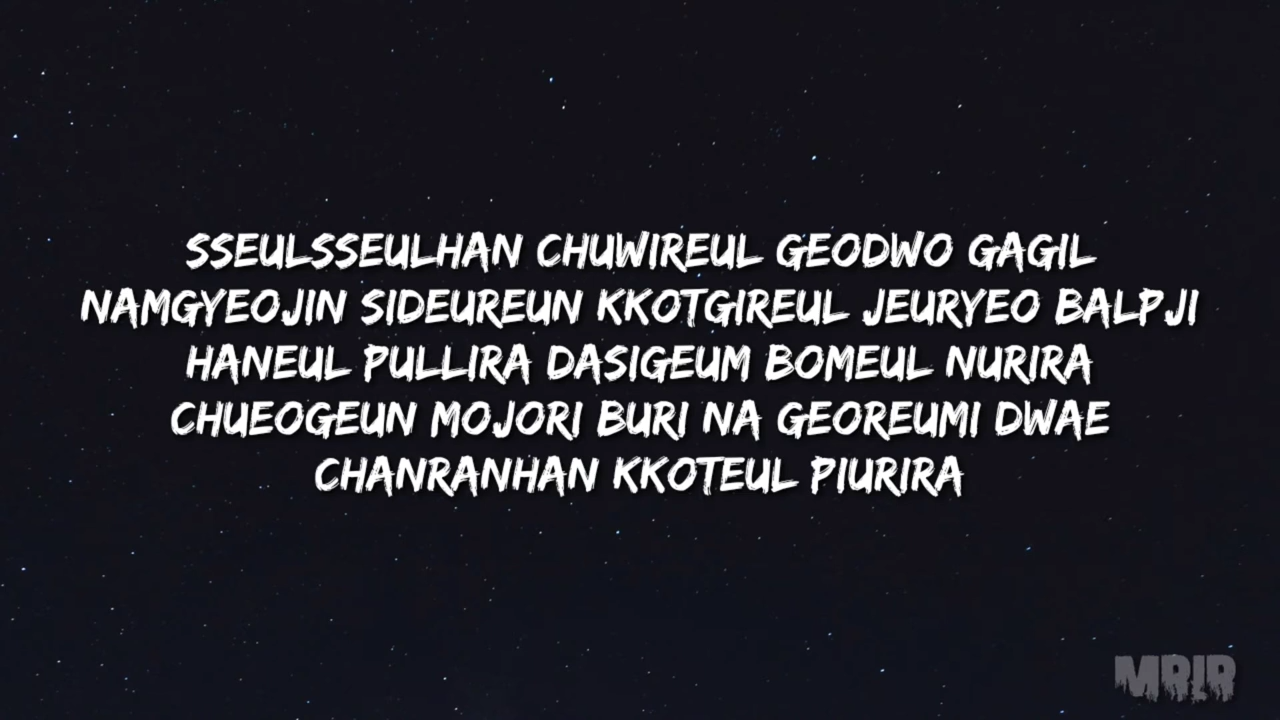 SSEULSSEULHAN CHUWIREUL GEODWO GAGIL
NAMGYEOJIN SIDEUREUN KKOTGIREUL JEURYEO BALPJI
HANEUL PULLIRA DASIGEUM BOMEUL NURIRA
CHUEOGEUN MOJORI BURI NA GEOREUMI DWAE
CHANRANHAN KKOTEUL PIURIRA
MRIR